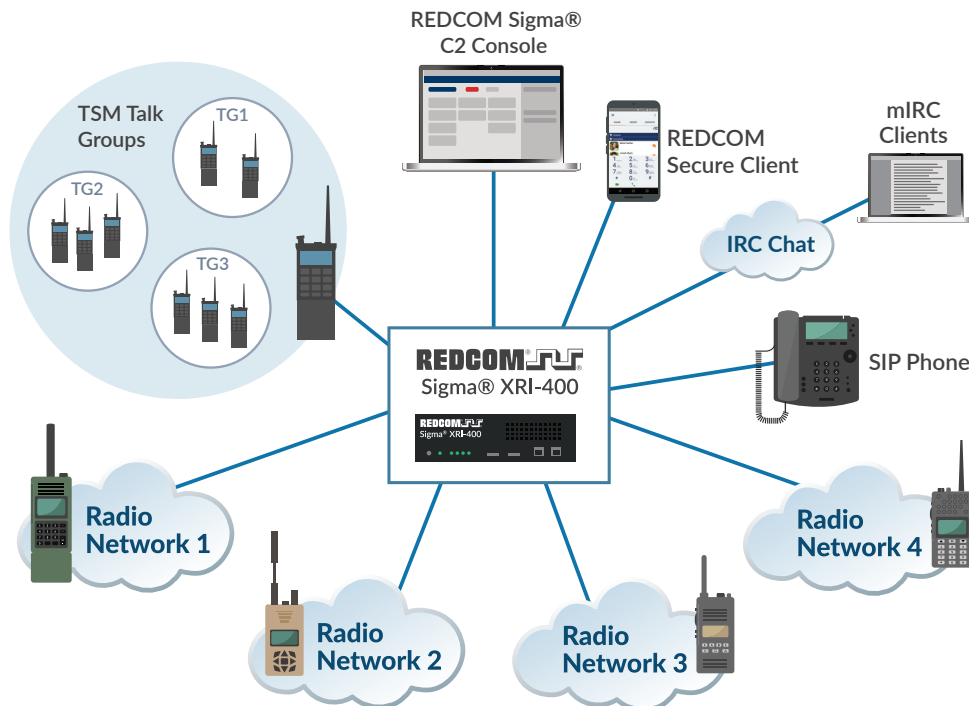 REDCOM Sigma®
C2 Console
TSM Talk
Groups
TG1
TG2
TG3
REDCOM
Secure Client
mIRC
Clients
IRC Chat
REDCOM®
Sigma® XRI-400
REDCOM
Sigma® XRI-400
SIP Phone
Radio
Network 1
Radio
Network 2
Radio
Network 3
Radio
Network 4